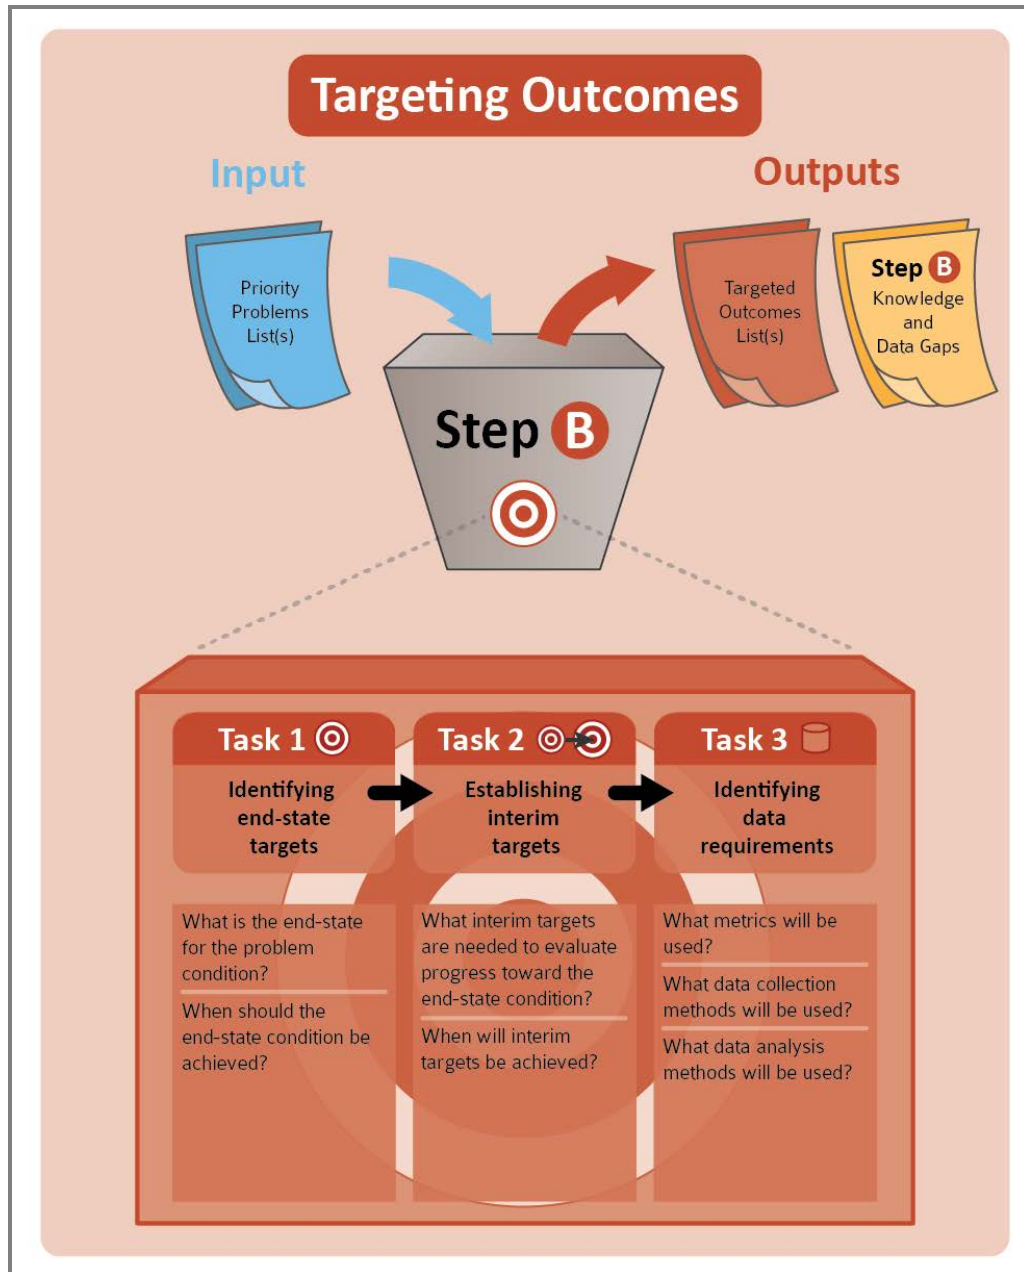 Targeting Outcomes
Input
Outputs
Priority
Problems
List(s)
Targeted
Outcomes
List(s)
Step B
Knowledge
and
Data Gaps
Step B
Task 1
Identifying
end-state
targets
What is the end-state
for the problem
condition?
When should the
end-state condition be
achieved?
Task 2
Establishing
interim
targets
What interim targets
are needed to evaluate
progress toward the
end-state condition?
When will interim
targets be achieved?
Task 3
Identifying
data
requirements
What metrics will be
used?
What data collection
methods will be used?
What data analysis
methods will be used?